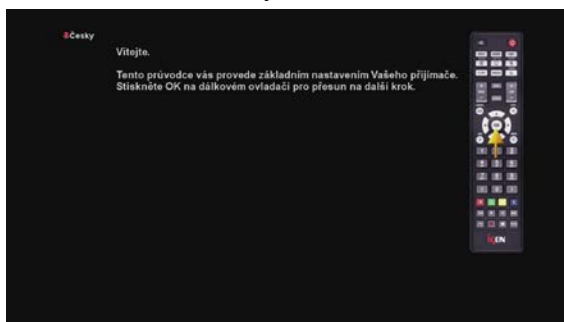 Česky
Vítejte.
Tento průvodce vás provede základním nastavením Vašeho přijímače.
Stiskněte OK na dálkovém ovladači pro přesun na další krok.
iqEN